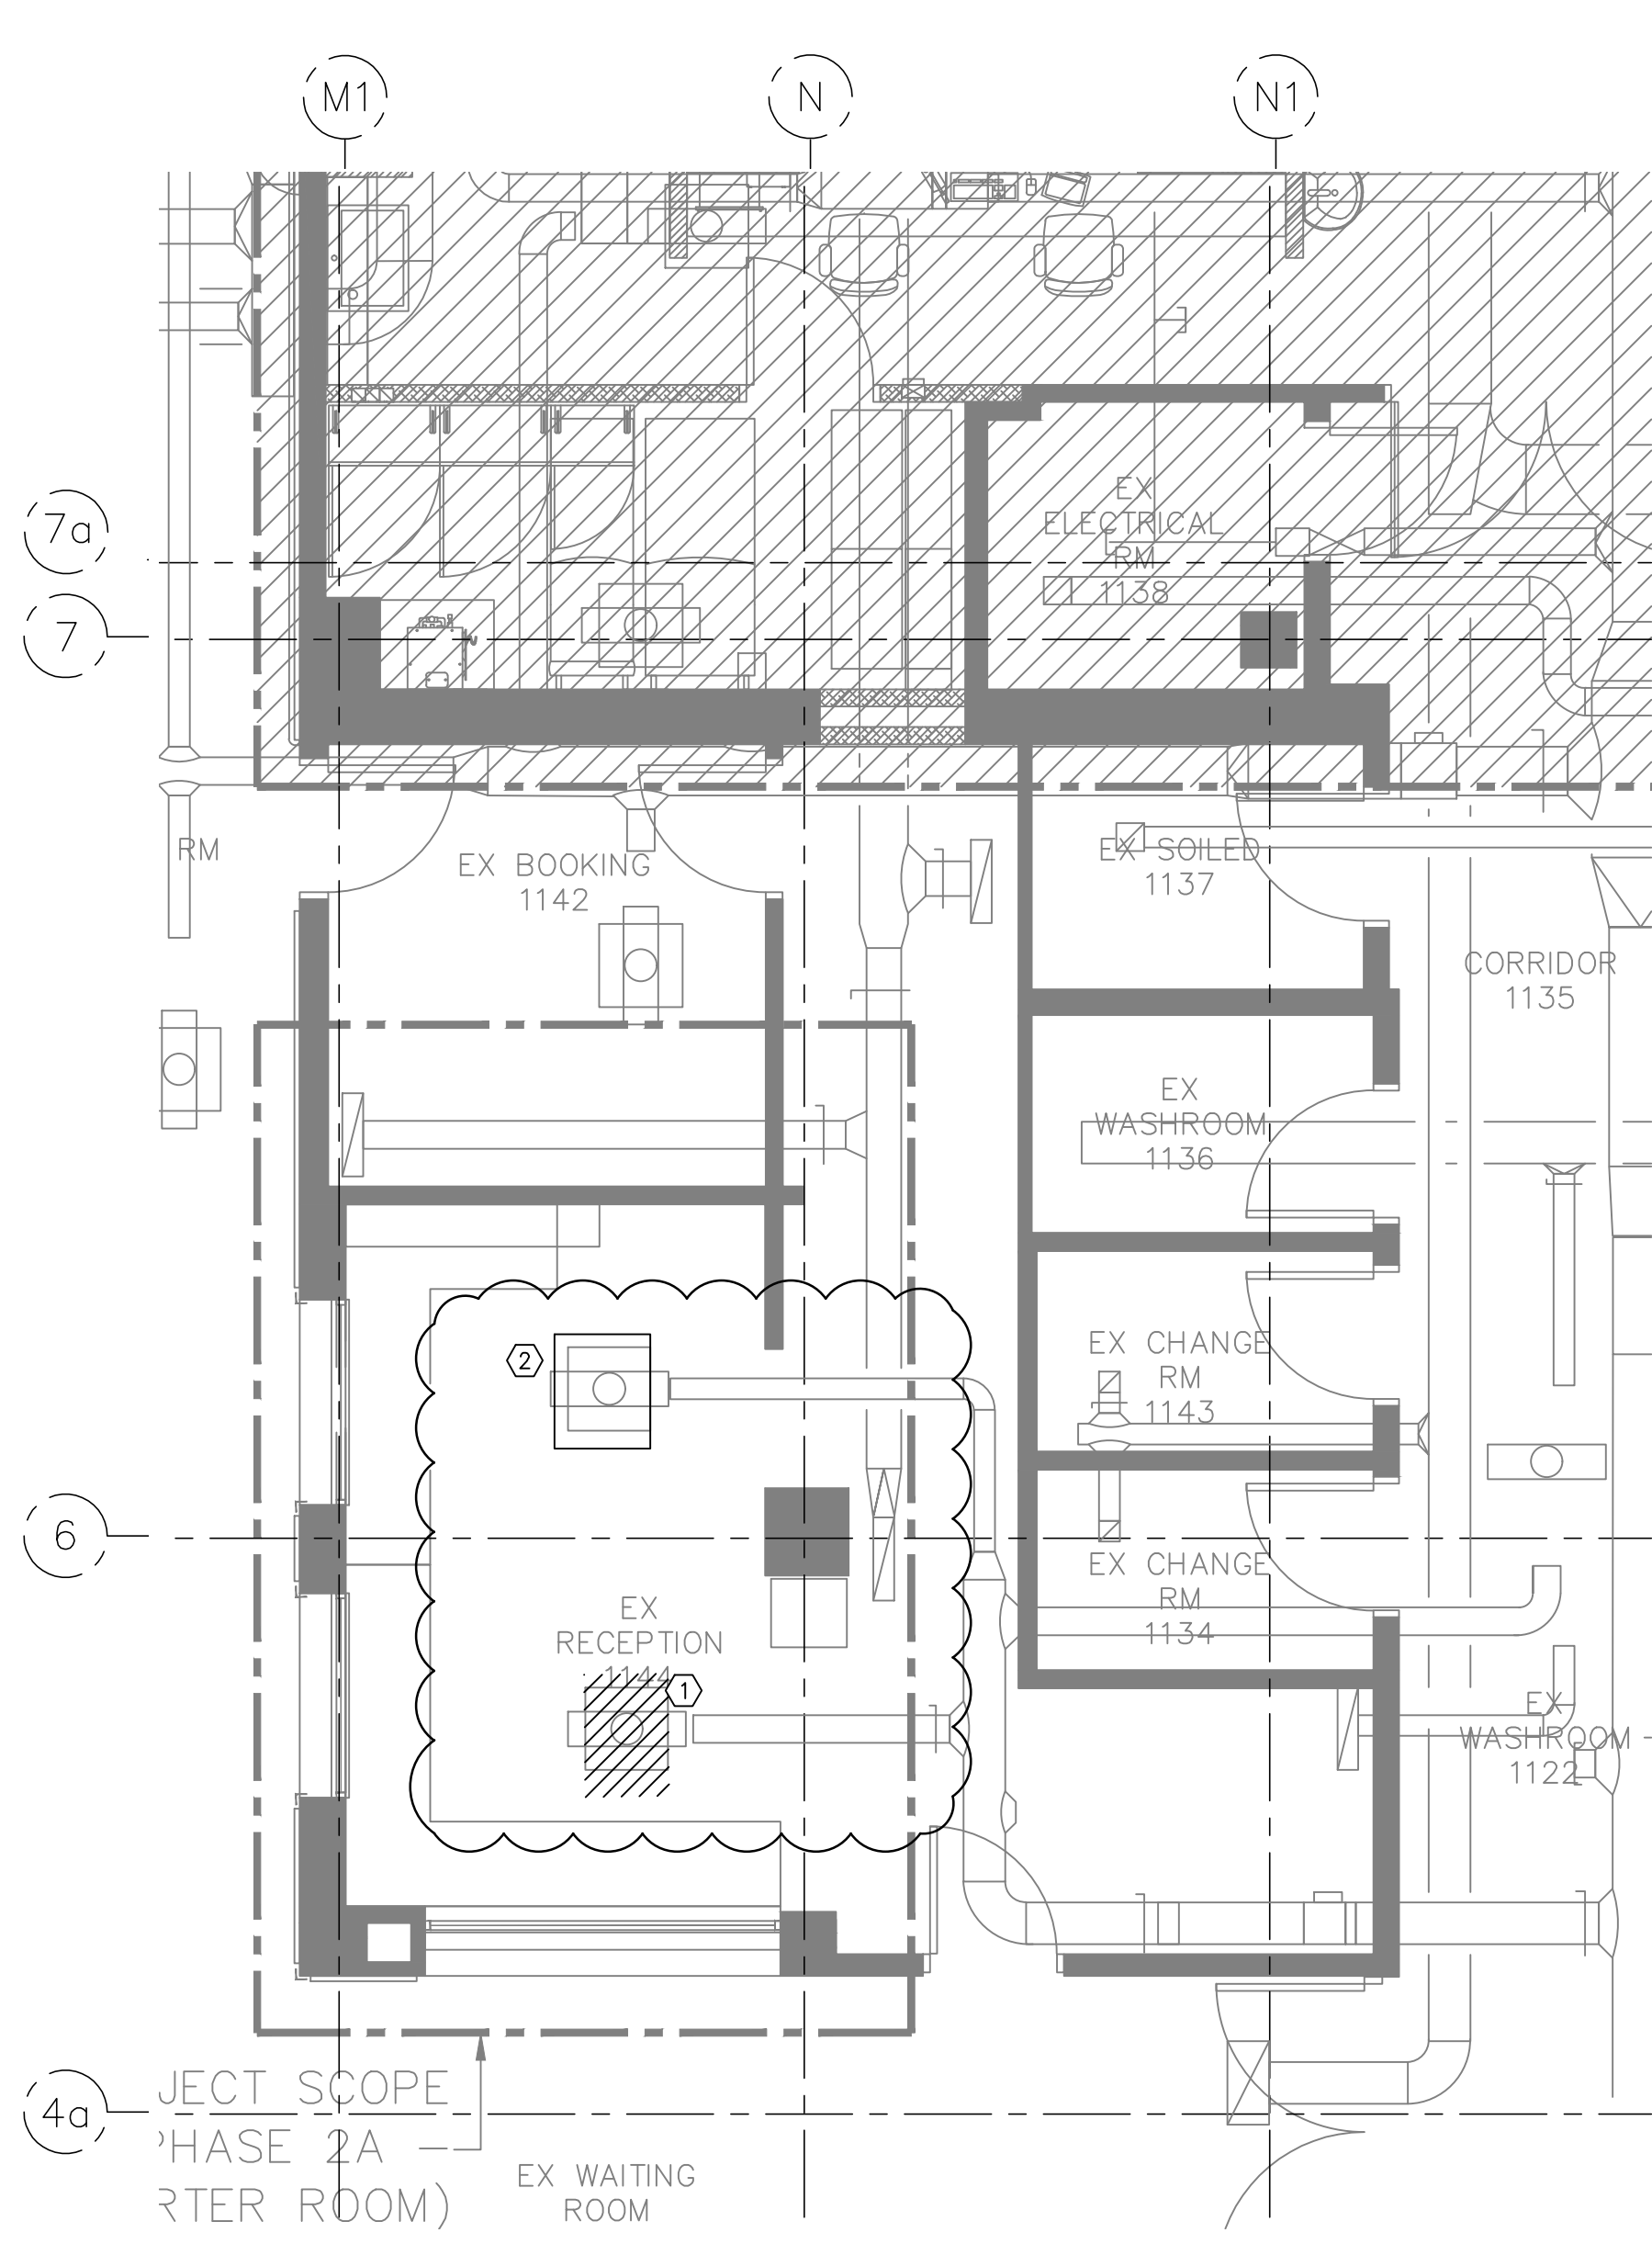 M1
N
N1
7a
7
6
4a
EX
ELECTRICAL
RM
1138
RM
EX BOOKING
1142
EX SOILED
1137
CORRIDOR
1135
EX
WASHROOM
1136
EX CHANGE
RM
1143
2
EX CHANGE
RM
1134
EX
RECEPTION
1144
1
EX
WASHROOM
1122
JECT SCOPE
HASE 2A
RTER ROOM)
EX WAITING
ROOM